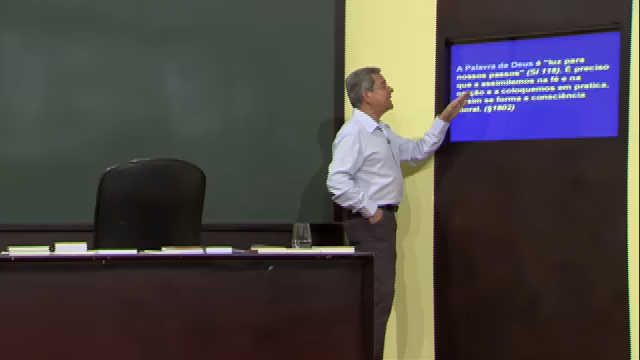 A Palavra de Deus é "luz para
nossos passos" (Sl 118). É preciso
que a assimilemos na fé e na
e a coloquemos em pratica.
se forma a consciência
(§1802)